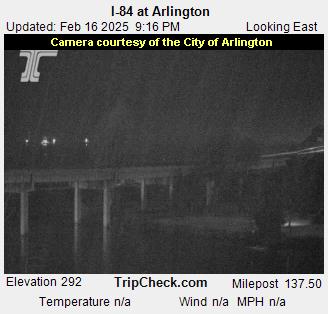 I-84 at Arlington
Updated: Feb 16 2025 9:16 PM Looking East
Camera courtesy of the City of Arlington
Elevation 292 TripCheck.com Milepost 137.50
Temperature n/a Wind n/a MPH n/a